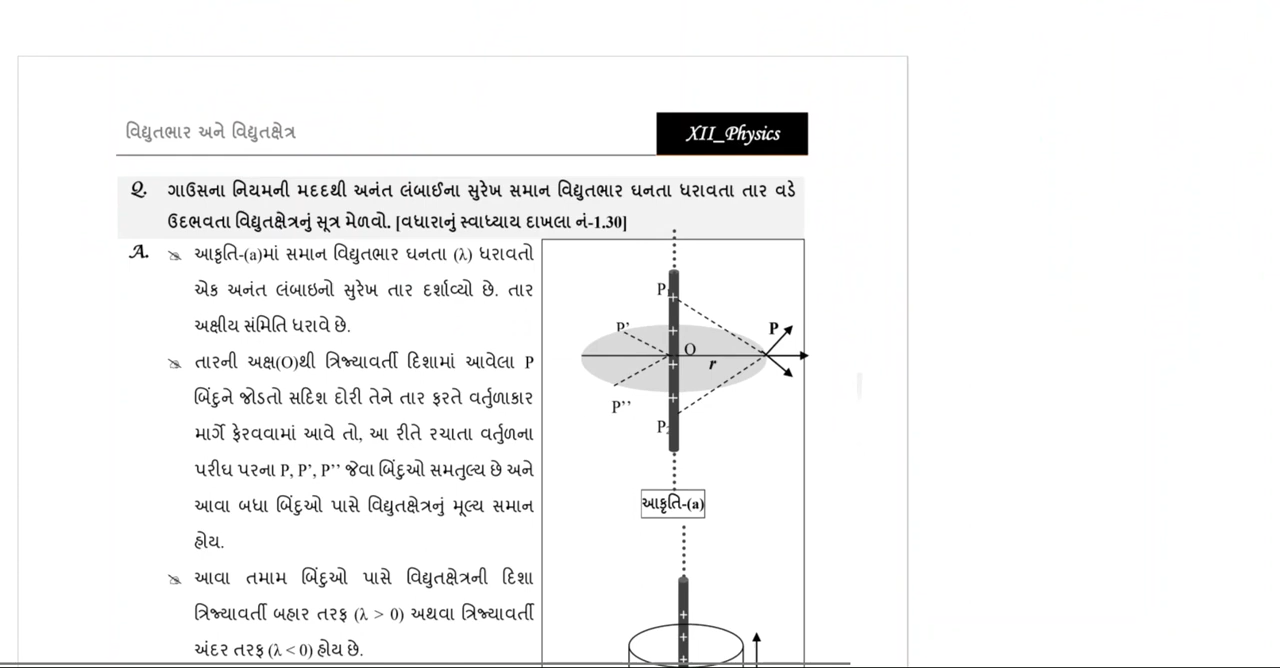 વિદ્યુતભાર અને વિદ્યુતક્ષેત્ર
XII_Physics
Q. ગાઉસના નિયમની મદદથી અનંત લંબાઈના સુરેખ સમાન વિદ્યુતભાર ઘનતા ધરાવતા તાર વડે
ઉદભવતા વિદ્યુતક્ષેત્રનું સૂત્ર મેળવો. [વધારાનું સ્વાધ્યાય દાખલા નં-1.30]
A. આકૃતિ-(a)માં સમાન વિદ્યુતભાર ઘનતા (λ) ધરાવતો
એક અનંત લંબાઇનો સુરેખ તાર દર્શાવ્યો છે. તાર
અક્ષીય સંમિતિ ધરાવે છે.
તારની અક્ષ(O)થી ત્રિજ્યાવર્તી દિશામાં આવેલા P
બિંદુને જોડતો સદિશ દોરી તેને તાર ફરતે વર્તુળાકાર
માર્ગે ફેરવવામાં આવે તો, આ રીતે રચાતા વર્તુળના
પરીઘ પરના P, P’, P’’ જેવા બિંદુઓ સમતુલ્ય છે અને
આવા બધા બિંદુઓ પાસે વિદ્યુતક્ષેત્રનું મૂલ્ય સમાન
હોય.
આવા તમામ બિંદુઓ પાસે વિદ્યુતક્ષેત્રની દિશા
ત્રિજ્યાવર્તી બહાર તરફ (λ > 0) અથવા ત્રિજ્યાવર્તી
અંદર તરફ (λ < 0) હોય છે.
P1
P’
P
O
r
P’’
P2
આકૃતિ-(a)